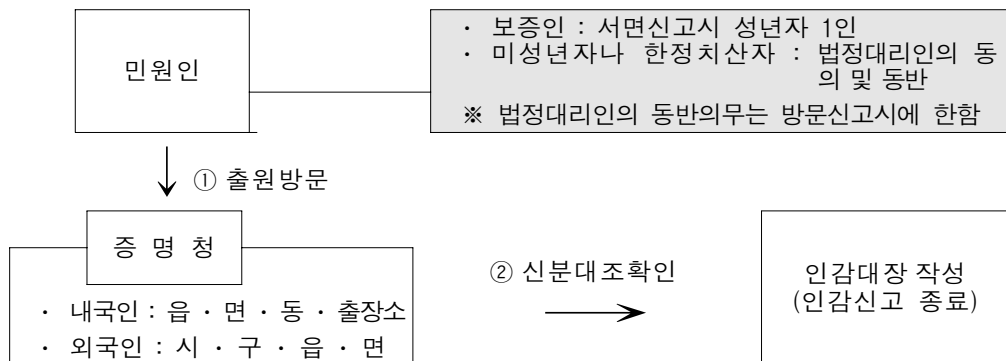 민원인
· 보증인 : 서면신고시 성년자 1인
· 미성년자나 한정치산자 : 법정대리인의 동
의 및 동반
※ 법정대리인의 동반의무는 방문신고시에 한함
① 출원방문
증 명 청
· 내국인 : 읍 · 면 · 동 · 출장소
· 외국인 : 시 · 구 · 읍 · 면
② 신분대조확인
인감대장 작성
(인감신고 종료)